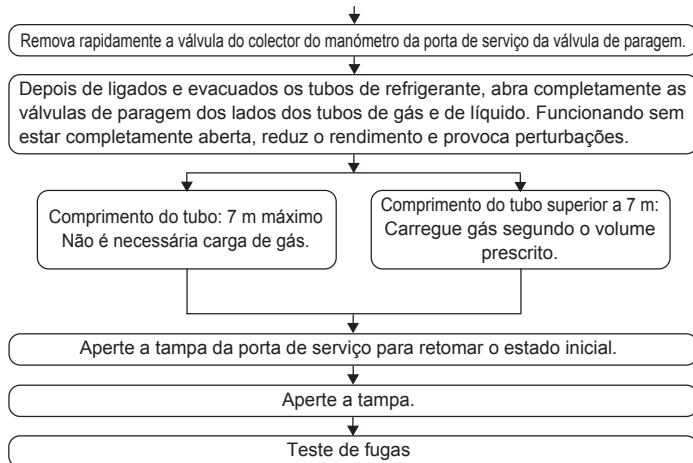 Remova rapidamente a válvula do colector do manómetro da porta de serviço da válvula de paragem.
Depois de ligados e evacuados os tubos de refrigerante, abra completamente as
válvulas de paragem dos lados dos tubos de gás e de líquido. Funcionando sem
estar completamente aberta, reduz o rendimento e provoca perturbações.
Comprimento do tubo: 7 m máximo
Não é necessária carga de gás.
Comprimento do tubo superior a 7 m:
Carregue gás segundo o volume
prescrito.
Aperte a tampa da porta de serviço para retomar o estado inicial.
Aperte a tampa.
Teste de fugas